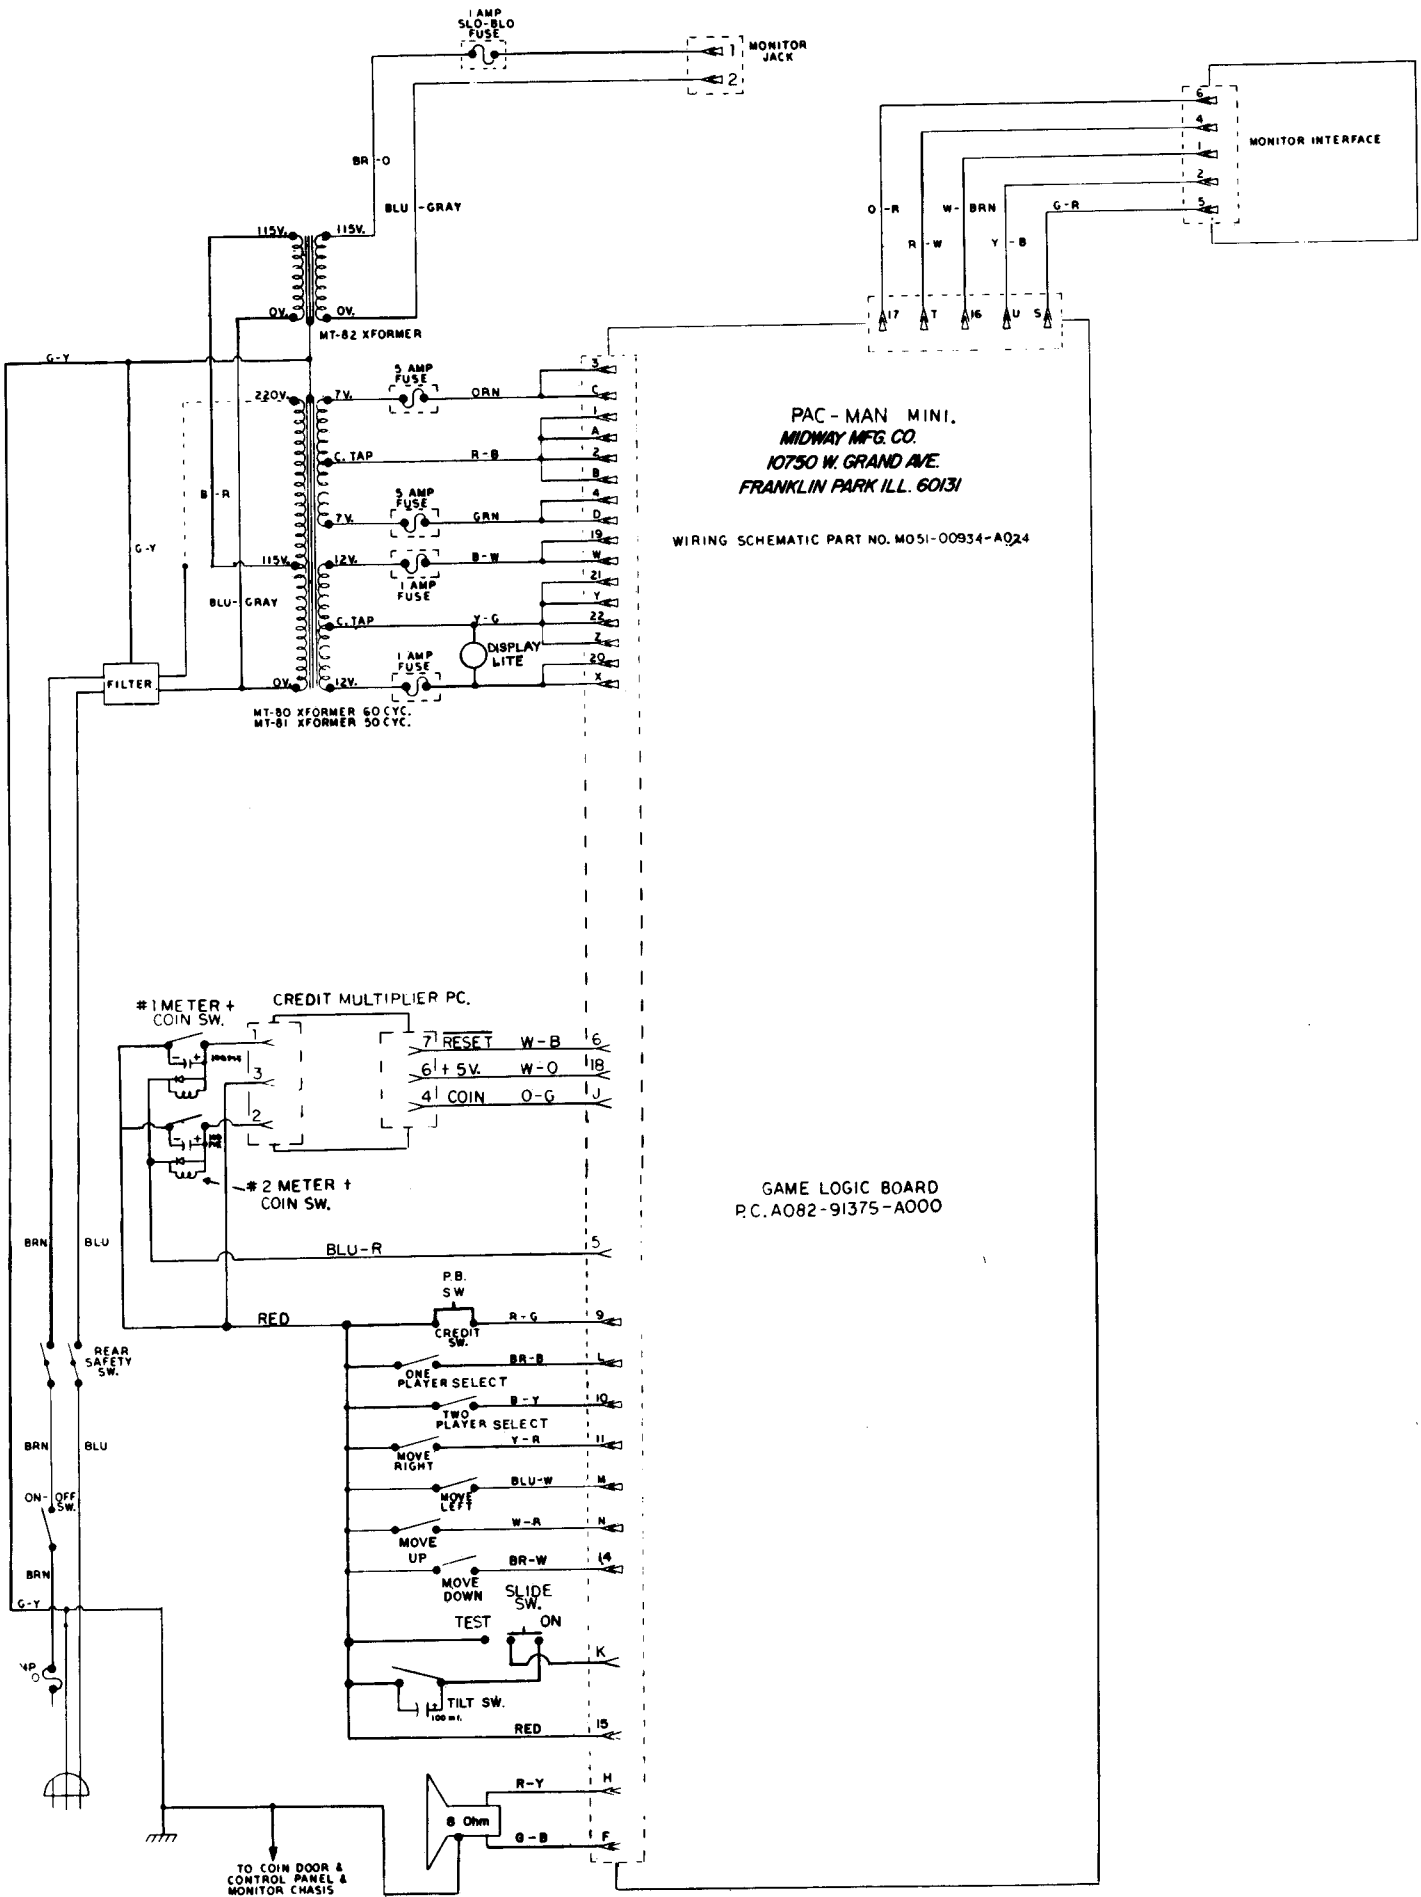 1 AMP
SLO-BLO
FUSE
1
MONITOR
JACK
2
6
4
1
2
5
MONITOR INTERFACE
BR-O
BLU-GRAY
O-R
R-W
W-BRN
Y-B
G-R
17
T
16
U
S
115V.
115V.
0V.
0V.
MT-82 XFORMER
G-Y
220V.
7V.
5 AMP
FUSE
ORN
3
C
1
A
C. TAP
R-B
2
B
B-R
5 AMP
FUSE
4
7V.
GRN
D
G-Y
19
115V.
12V.
B-W
W
1 AMP
FUSE
21
BLU-GRAY
Y
C. TAP
Y-G
22
DISPLAY
LITE
Z
1 AMP
FUSE
20
FILTER
0V.
12V.
X
MT-80 XFORMER 60 CYC.
MT-81 XFORMER 50 CYC.
PAC-MAN MINI.
MIDWAY MFG. CO.
10750 W. GRAND AVE.
FRANKLIN PARK ILL. 60131
WIRING SCHEMATIC PART NO. M051-00934-A024
#1 METER +
COIN SW.
CREDIT MULTIPLIER PC.
1
7 RESET W-B 6
- +
3
6 +5V. W-O 18
4 COIN O-G J
2
- +
#2 METER +
COIN SW.
GAME LOGIC BOARD
P.C. A082-91375-A000
BRN
BLU
BLU-R
5
P.B.
SW
RED
R-G
9
CREDIT
SW.
REAR
SAFETY
SW.
BR-B
L
ONE
PLAYER SELECT
B-Y
10
TWO
PLAYER SELECT
BRN
BLU
Y-R
11
MOVE
RIGHT
BLU-W
M
MOVE
LEFT
ON-OFF
SW.
W-R
N
MOVE
UP
BR-W
14
MOVE
DOWN
BRN
G-Y
SLIDE
SW.
TEST
ON
K
TILT SW.
+
100 m f.
RED
15
R-Y
H
8 Ohm
G-B
F
TO COIN DOOR &
CONTROL PANEL &
MONITOR CHASIS